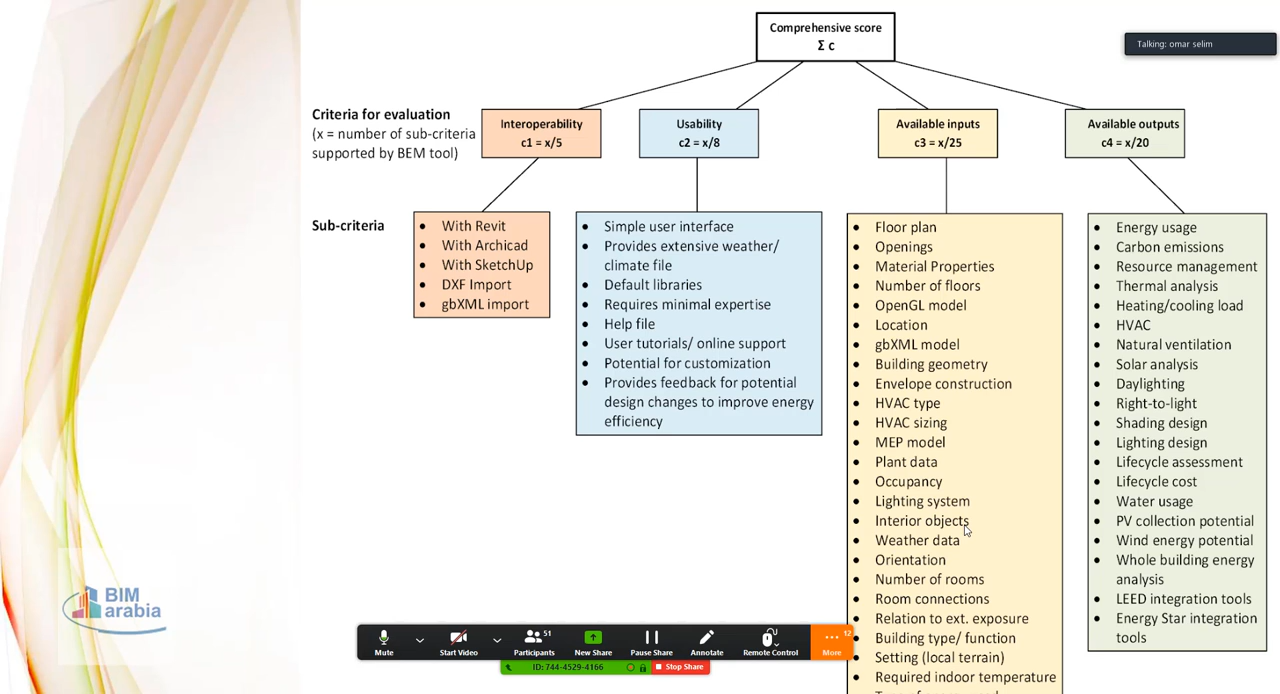 Comprehensive score
Σ c
Talking: omar selim
Criteria for evaluation
(x = number of sub-criteria
supported by BEM tool)
Interoperability
c1 = x/5
Usability
c2 = x/8
Available inputs
c3 = x/25
Available outputs
c4 = x/20
Sub-criteria
• With Revit
• With Archicad
• With SketchUp
• DXF Import
• gbXML import
• Simple user interface
• Provides extensive weather/
climate file
• Default libraries
• Requires minimal expertise
• Help file
• User tutorials/ online support
• Potential for customization
• Provides feedback for potential
design changes to improve energy
efficiency
• Floor plan
• Openings
• Material Properties
• Number of floors
• OpenGL model
• Location
• gbXML model
• Building geometry
• Envelope construction
• HVAC type
• HVAC sizing
• MEP model
• Plant data
• Occupancy
• Lighting system
• Interior objects
• Weather data
• Orientation
• Number of rooms
• Room connections
• Relation to ext. exposure
• Building type/ function
• Setting (local terrain)
• Required indoor temperature
• Energy usage
• Carbon emissions
• Resource management
• Thermal analysis
• Heating/cooling load
• HVAC
• Natural ventilation
• Solar analysis
• Daylighting
• Right-to-light
• Shading design
• Lighting design
• Lifecycle assessment
• Lifecycle cost
• Water usage
• PV collection potential
• Wind energy potential
• Whole building energy
analysis
• LEED integration tools
• Energy Star integration
tools
BIM
arabia
51
12
Mute
Start Video
Participants
New Share
Pause Share
Annotate
Remote Control
More
ID: 744-4529-4166
Stop Share